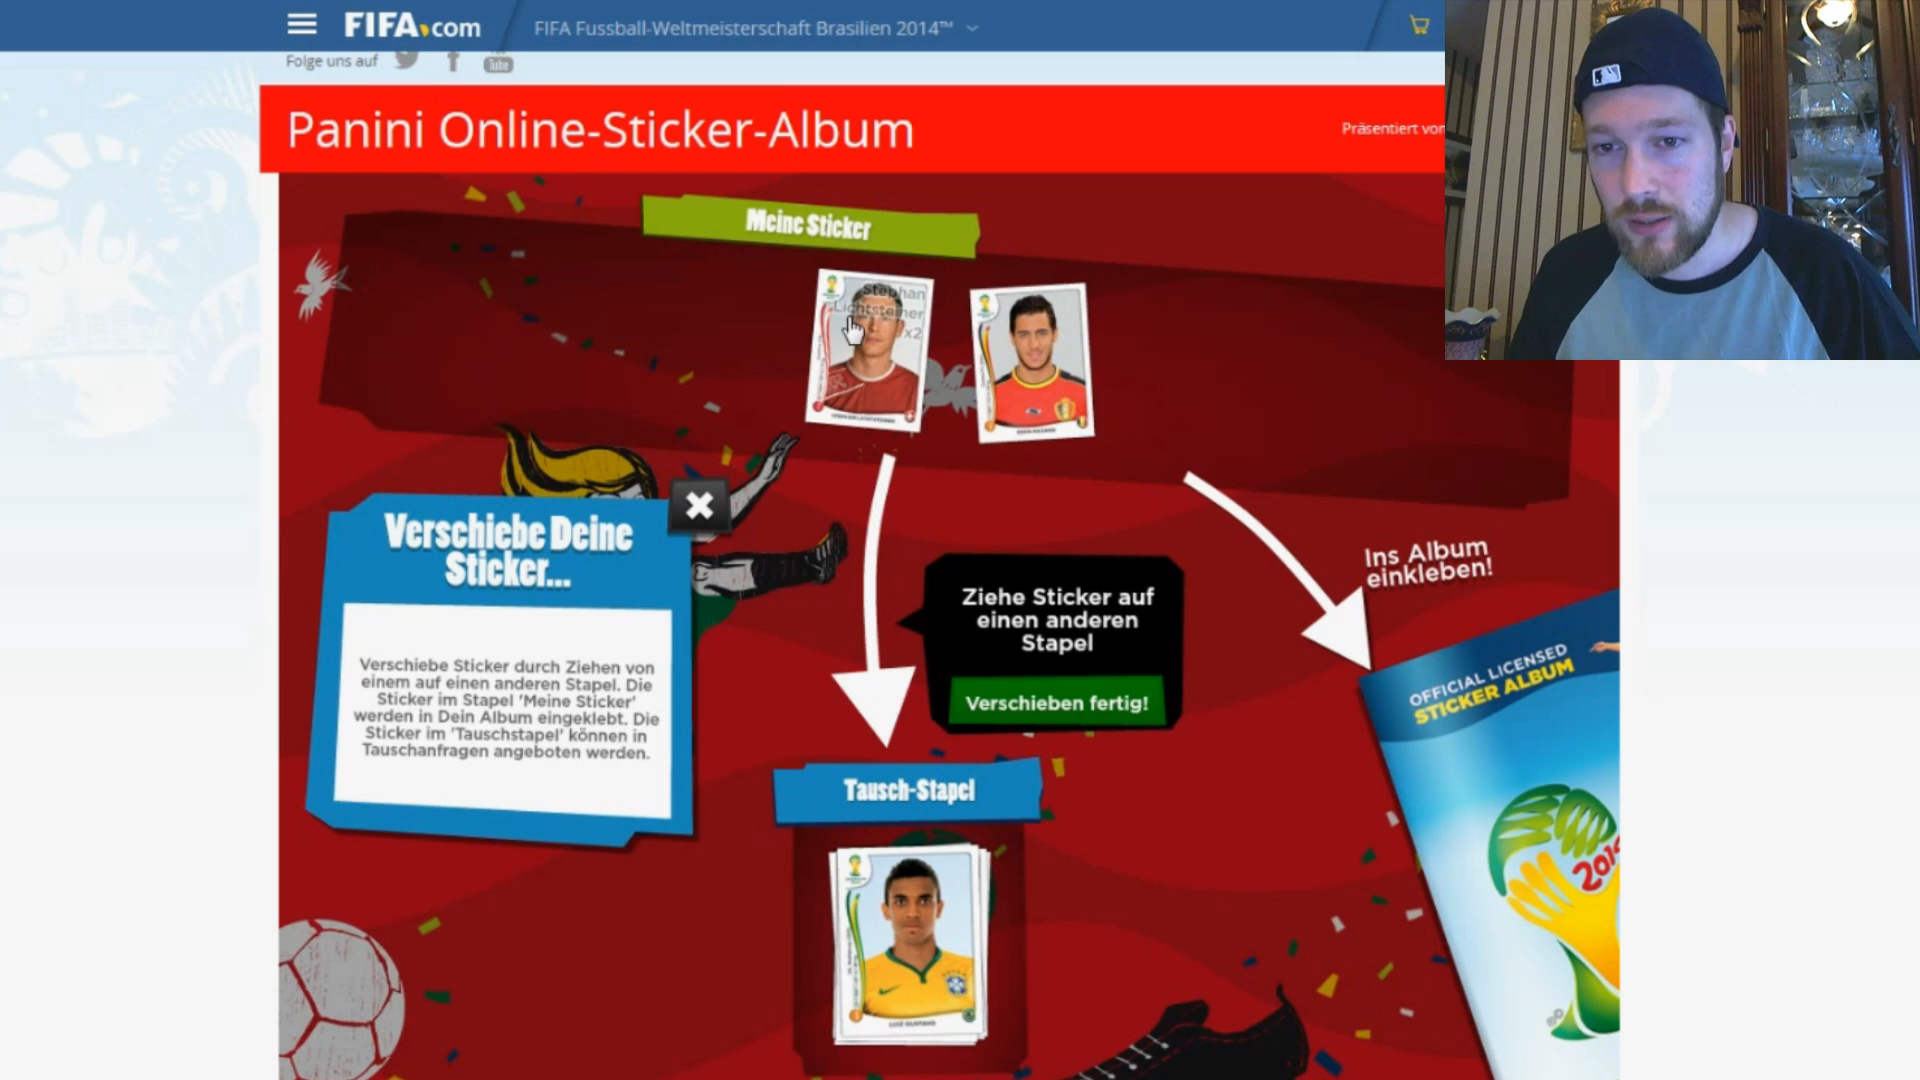 FIFA.com
FIFA Fussball-Weltmeisterschaft Brasilien 2014™
Folge uns auf
Tube
Panini Online-Sticker-Album
Präsentiert von
Meine Sticker
Stephan
Lichtsteiner
x2
Verschiebe Deine
Sticker...
Verschiebe Sticker durch Ziehen von
einem auf einen anderen Stapel. Die
Sticker im Stapel 'Meine Sticker'
werden in Dein Album eingeklebt. Die
Sticker im 'Tauschstapel' können in
Tauschanfragen angeboten werden.
Ziehe Sticker auf
einen anderen
Stapel
Verschieben fertig!
Ins Album
einkleben!
OFFICIAL LICENSED
STICKER ALBUM
Tausch-Stapel
LUIZ GUSTAVO